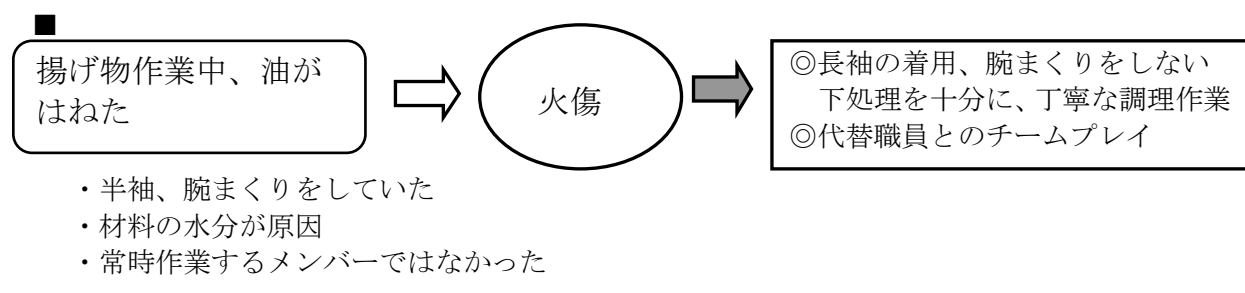 ■
揚げ物作業中、油が
はねた
火傷
◎長袖の着用、腕まくりをしない
下処理を十分に、丁寧な調理作業
◎代替職員とのチームプレイ
・半袖、腕まくりをしていた
・材料の水分が原因
・常時作業するメンバーではなかった